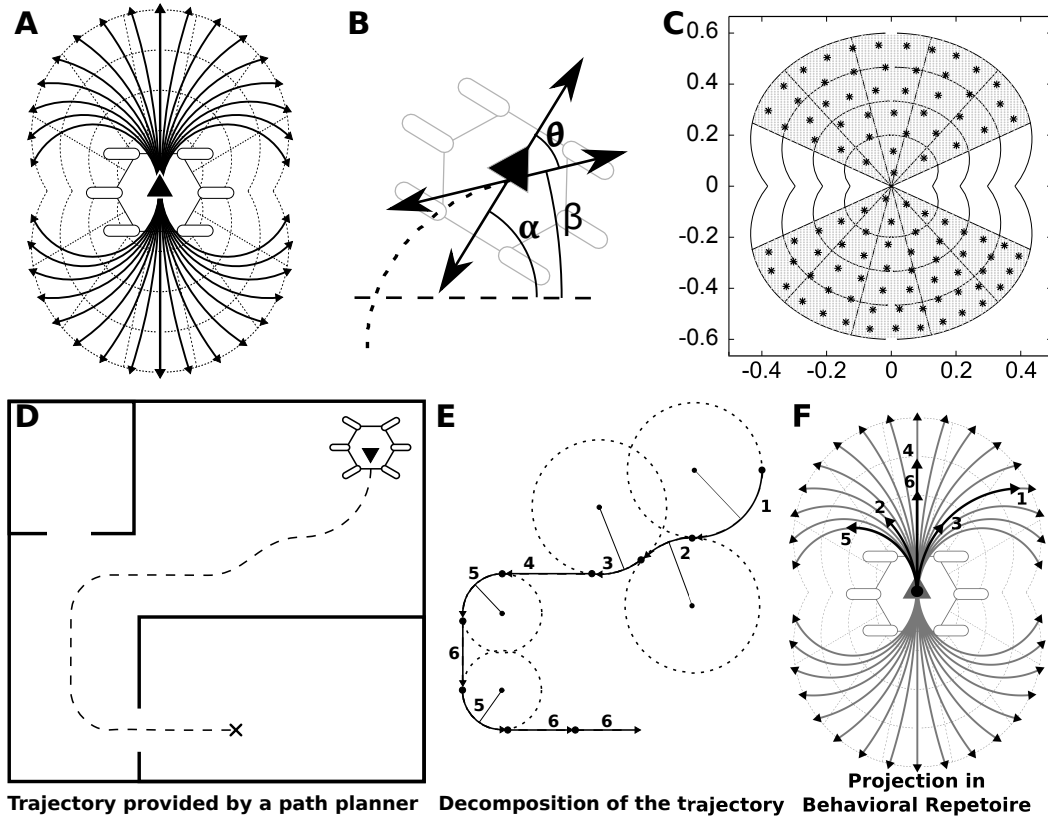 A
B
θ
α
β
C
0.6
0.4
0.2
0
-0.2
-0.4
-0.6
-0.4
-0.2
0
0.2
0.4
D
Trajectory provided by a path planner
E
1
2
3
4
5
6
5
6
6
Decomposition of the trajectory
F
4
6
1
2
3
5
Projection in
Behavioral Repetoire